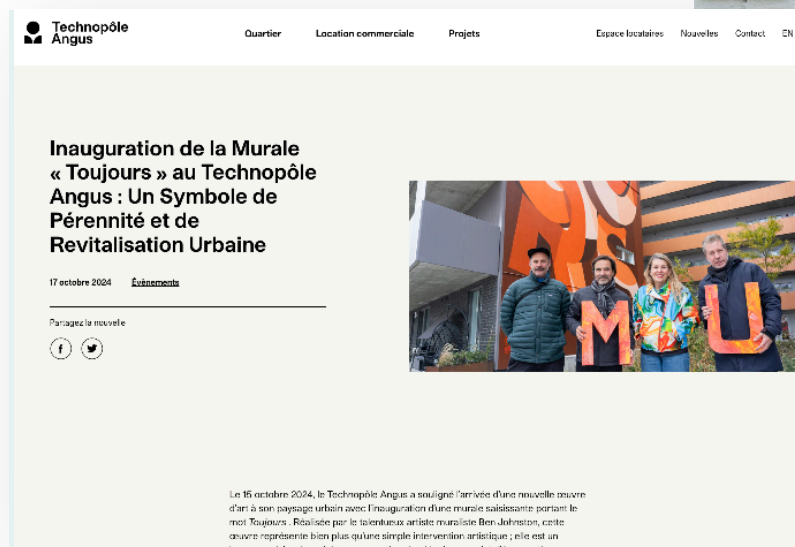 Technopôle
Angus
Quartier
Location commerciale
Projets
Espace locataires
Nouvelles
Contact
EN
Inauguration de la Murale
« Toujours » au Technopôle
Angus : Un Symbole de
Pérennité et de
Revitalisation Urbaine
17 octobre 2024
Évènements
Partagez la nouvelle
M U
Le 15 octobre 2024, le Technopôle Angus a souligné l'arrivée d'une nouvelle œuvre
d'art à son paysage urbain avec l'inauguration d'une murale saisissante portant le
mot Toujours . Réalisée par le talentueux artiste muraliste Ben Johnston, cette
œuvre représente bien plus qu'une simple intervention artistique ; elle est un